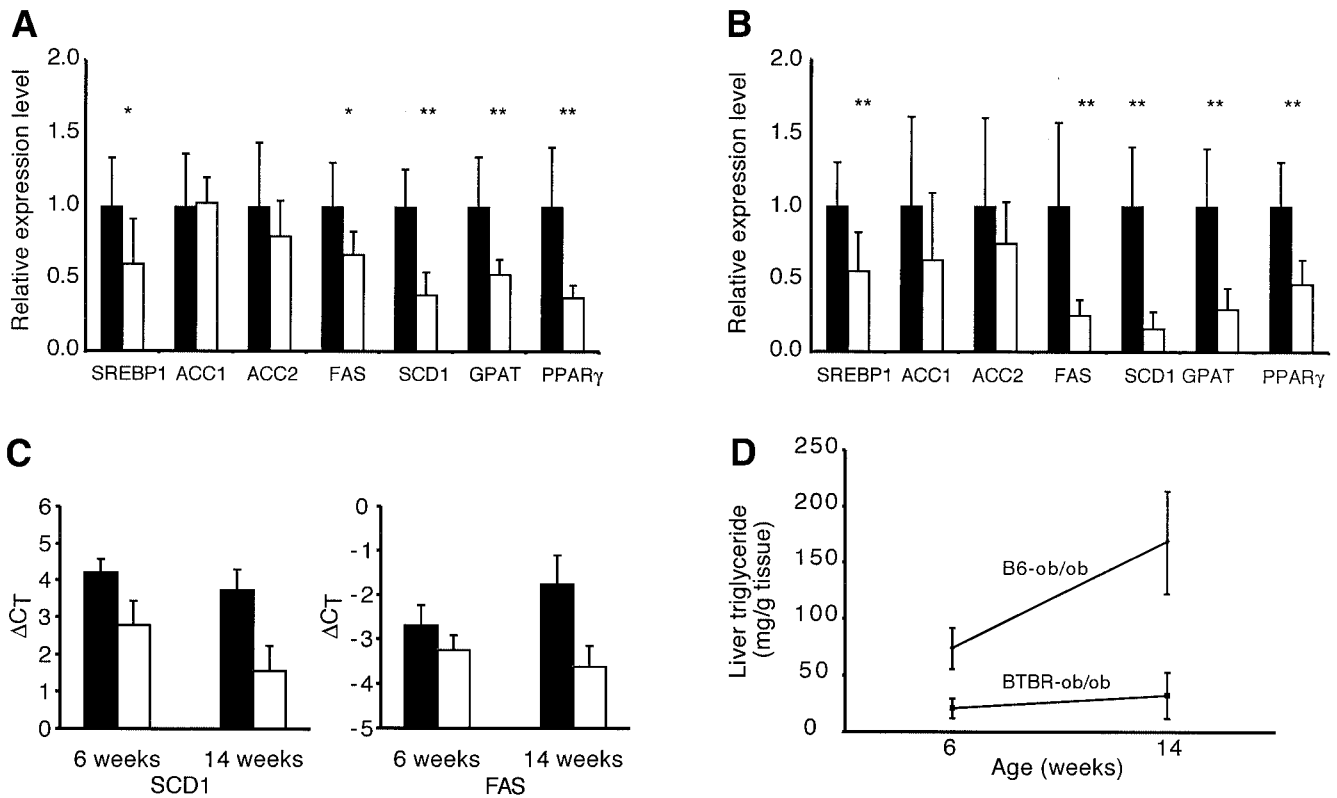 A
2.0
1.5
1.0
0.5
0.0
Relative expression level
* * ** ** **
SREBP1 ACC1 ACC2 FAS SCD1 GPAT PPARγ
B
2.0
1.5
1.0
0.5
0.0
Relative expression level
** ** ** ** **
SREBP1 ACC1 ACC2 FAS SCD1 GPAT PPARγ
C
6
5
4
3
2
1
0
ΔCT
6 weeks 14 weeks
SCD1
0
-1
-2
-3
-4
-5
ΔCT
6 weeks 14 weeks
FAS
D
250
200
150
100
50
0
Liver triglyceride
(mg/g tissue)
B6-ob/ob
BTBR-ob/ob
6 14
Age (weeks)